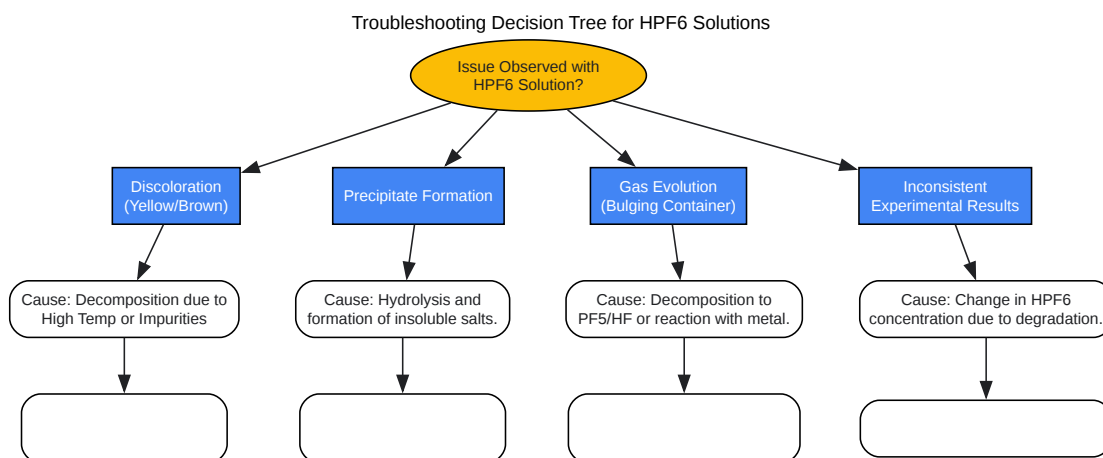 Troubleshooting Decision Tree for HPF6 Solutions
Issue Observed with
HPF6 Solution?
Discoloration
(Yellow/Brown)
Precipitate Formation
Gas Evolution
(Bulging Container)
Inconsistent
Experimental Results
Cause: Decomposition due to
High Temp or Impurities
Cause: Hydrolysis and
formation of insoluble salts.
Cause: Decomposition to
PF5/HF or reaction with metal.
Cause: Change in HPF6
concentration due to degradation.